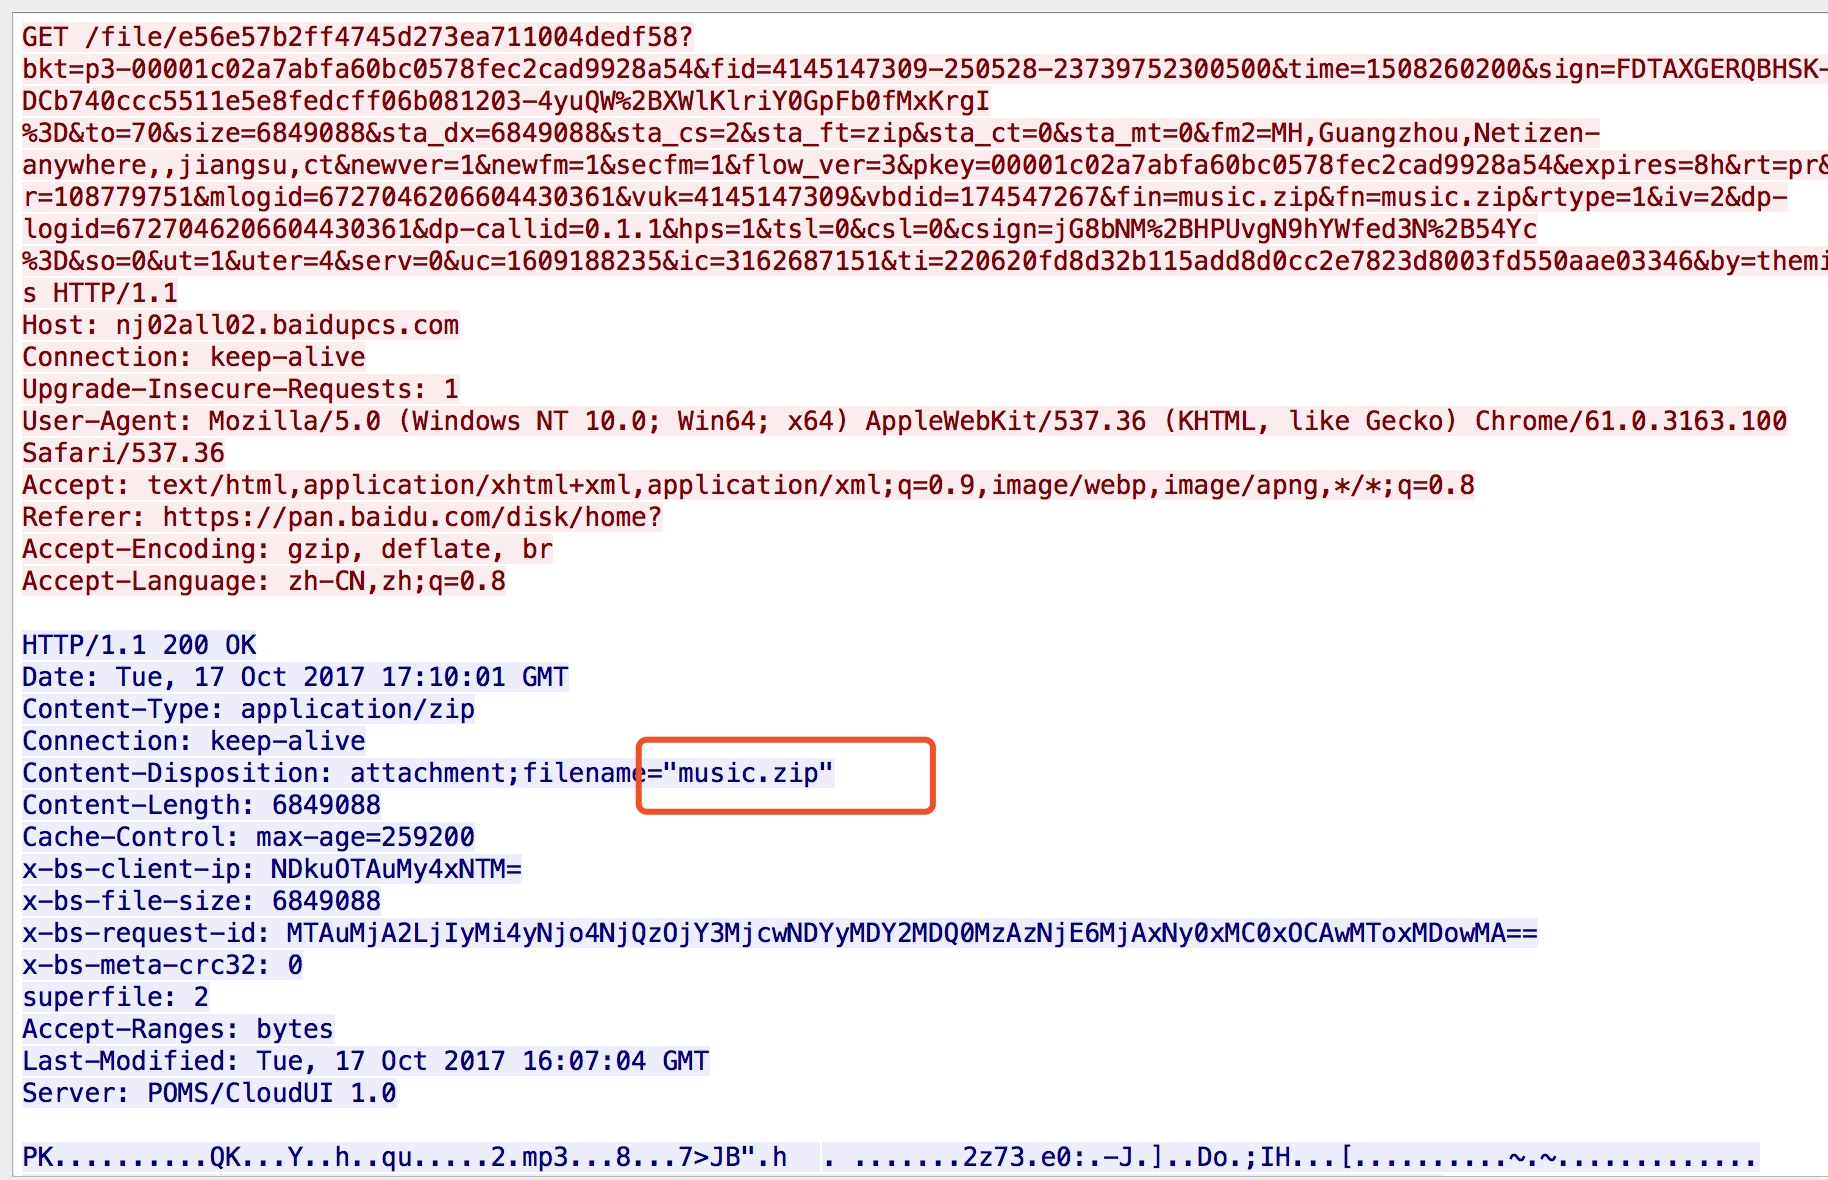 GET /file/e56e57b2ff4745d273ea711004dedf58?
bkt=p3-00001c02a7abfa60bc0578fec2cad9928a54&fid=4145147309-250528-23739752300500&time=1508260200&sign=FDTAXGERQBHSK-
DCb740ccc5511e5e8fedcff06b081203-4yuQW%2BXWlKlriY0GpFb0fMxKrgI
%3D&to=70&size=6849088&sta_dx=6849088&sta_cs=2&sta_ft=zip&sta_ct=0&sta_mt=0&fm2=MH,Guangzhou,Netizen-
anywhere,,jiangsu,ct&newver=1&newfm=1&secfm=1&flow_ver=3&pkey=00001c02a7abfa60bc0578fec2cad9928a54&expires=8h&rt=pr&
r=108779751&mlogid=6727046206604430361&vuk=4145147309&vbdid=174547267&fin=music.zip&fn=music.zip&rtype=1&iv=2&dp-
logid=6727046206604430361&dp-callid=0.1.1&hps=1&tsl=0&csl=0&csign=jG8bNM%2BHPUvgN9hYWfed3N%2B54Yc
%3D&so=0&ut=1&uter=4&serv=0&uc=1609188235&ic=3162687151&ti=220620fd8d32b115add8d0cc2e7823d8003fd550aae03346&by=themi
s HTTP/1.1
Host: nj02all02.baidupcs.com
Connection: keep-alive
Upgrade-Insecure-Requests: 1
User-Agent: Mozilla/5.0 (Windows NT 10.0; Win64; x64) AppleWebKit/537.36 (KHTML, like Gecko) Chrome/61.0.3163.100
Safari/537.36
Accept: text/html,application/xhtml+xml,application/xml;q=0.9,image/webp,image/apng,*/*;q=0.8
Referer: https://pan.baidu.com/disk/home?
Accept-Encoding: gzip, deflate, br
Accept-Language: zh-CN,zh;q=0.8
HTTP/1.1 200 OK
Date: Tue, 17 Oct 2017 17:10:01 GMT
Content-Type: application/zip
Connection: keep-alive
Content-Disposition: attachment;filename="music.zip"
Content-Length: 6849088
Cache-Control: max-age=259200
x-bs-client-ip: NDkuOTAuMy4xNTM=
x-bs-file-size: 6849088
x-bs-request-id: MTAuMjA2LjIyMi4yNjo4NjQzOjY3MjcwNDYyMDY2MDQ0MzAzNjE6MjAxNy0xMC0xOCAwMToxMDowMA==
x-bs-meta-crc32: 0
superfile: 2
Accept-Ranges: bytes
Last-Modified: Tue, 17 Oct 2017 16:07:04 GMT
Server: POMS/CloudUI 1.0
PK..........QK...Y..h..qu.....2.mp3...8...7>JB".h  . .......2z73.e0:.-J.]..Do.;IH...[..........~.~.............